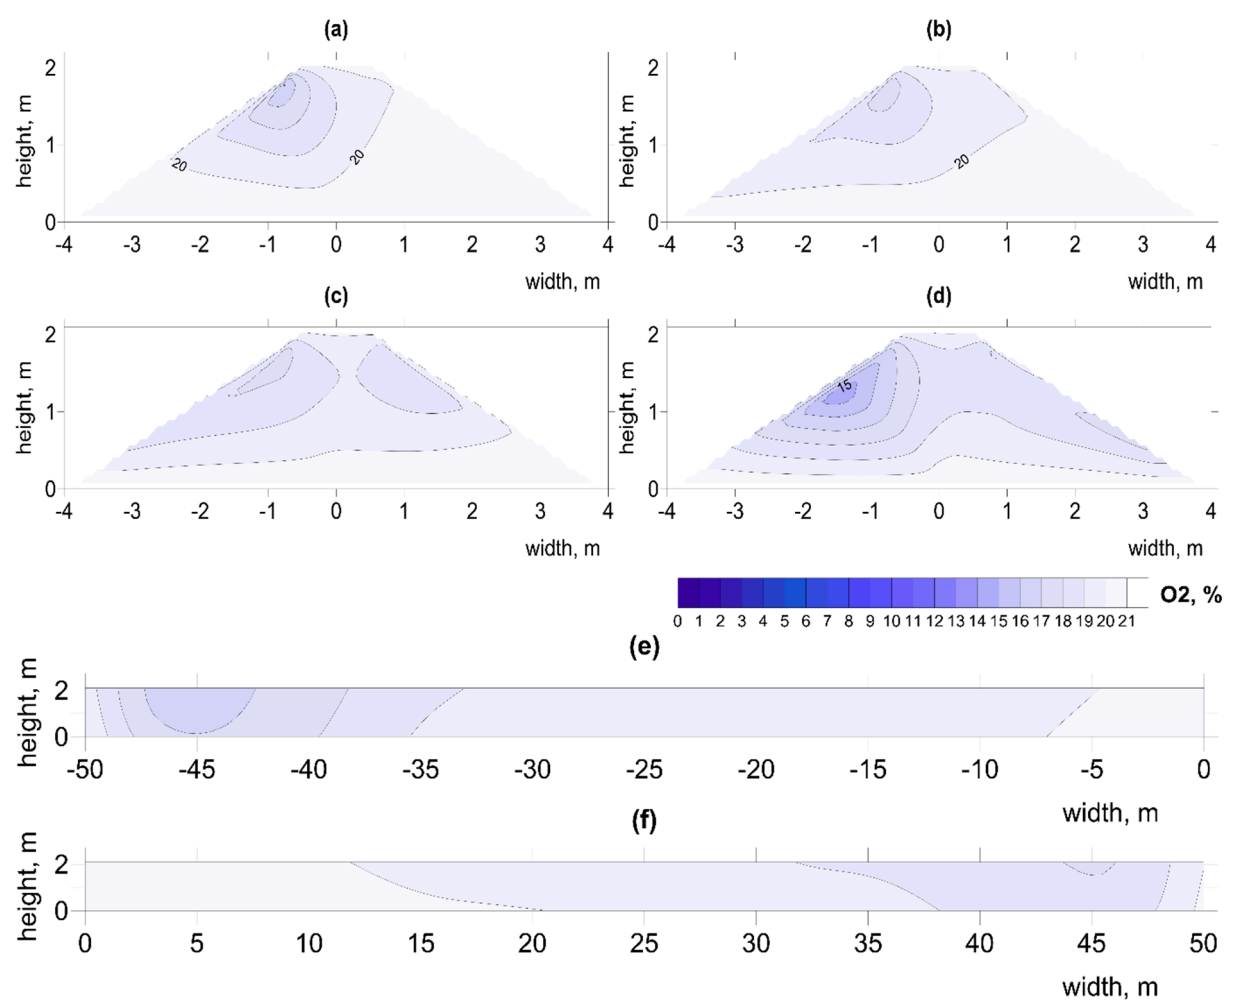 (a)
(b)
height, m
2
1
0
20
20
-4 -3 -2 -1 0 1 2 3 4
width, m
height, m
2
1
0
20
-4 -3 -2 -1 0 1 2 3 4
width, m
(c)
(d)
height, m
2
1
0
-4 -3 -2 -1 0 1 2 3 4
width, m
height, m
2
1
0
15
-4 -3 -2 -1 0 1 2 3 4
width, m
O2, %
0 1 2 3 4 5 6 7 8 9 10 11 12 13 14 15 16 17 18 19 20 21
(e)
height, m
2
0
-50 -45 -40 -35 -30 -25 -20 -15 -10 -5 0
width, m
(f)
height, m
2
0
0 5 10 15 20 25 30 35 40 45 50
width, m